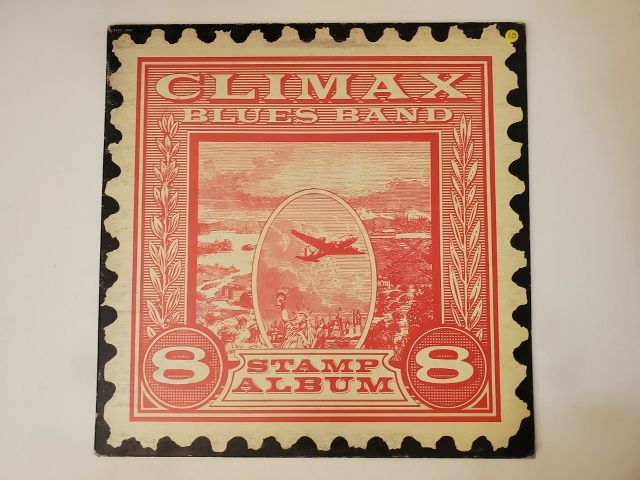 CLIMAX
BLUES BAND
8 STAMP 8
ALBUM